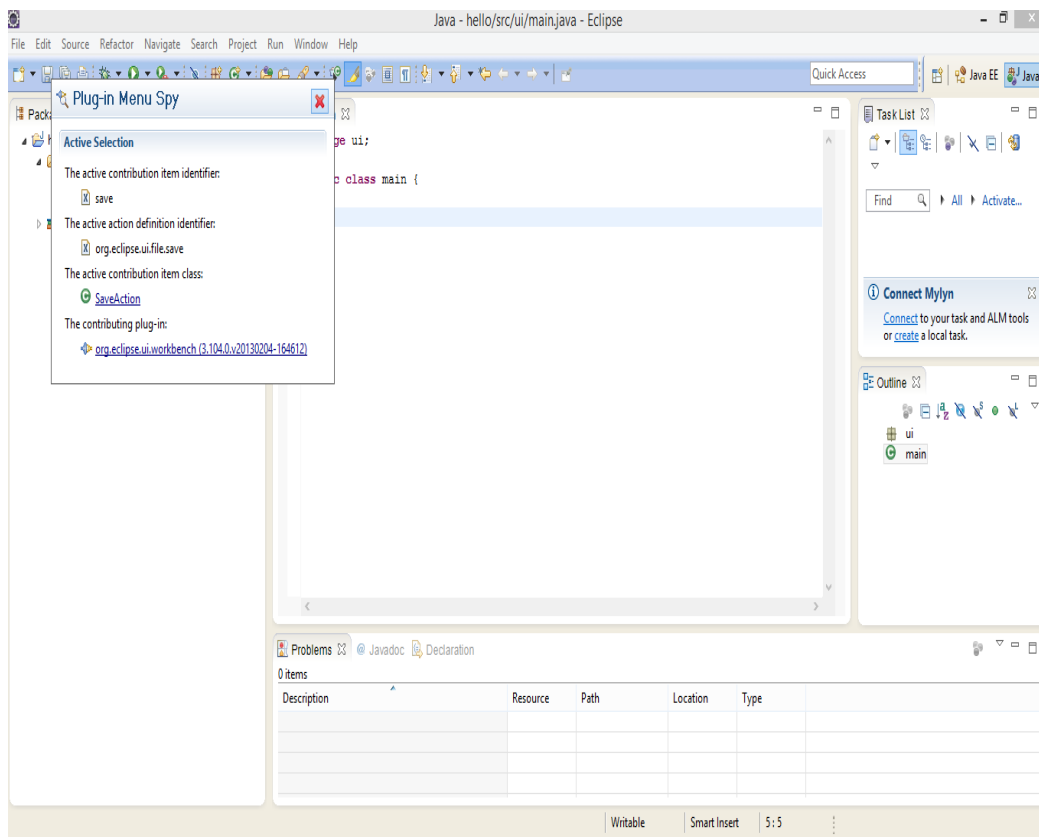 Java - hello/src/ui/main.java - Eclipse
File Edit Source Refactor Navigate Search Project Run Window Help
Quick Access
Java EE
Java
Plug-in Menu Spy
Active Selection
The active contribution item identifier:
save
The active action definition identifier:
org.eclipse.ui.file.save
The active contribution item class:
SaveAction
The contributing plug-in:
org.eclipse.ui.workbench (3.104.0.v20130204-164612)
Pack
ge ui;
c class main {
Task List
Find
All
Activate...
Connect Mylyn
Connect to your task and ALM tools
or create a local task.
Outline
ui
main
Problems @ Javadoc Declaration
0 items
Description Resource Path Location Type
Writable Smart Insert 5 : 5